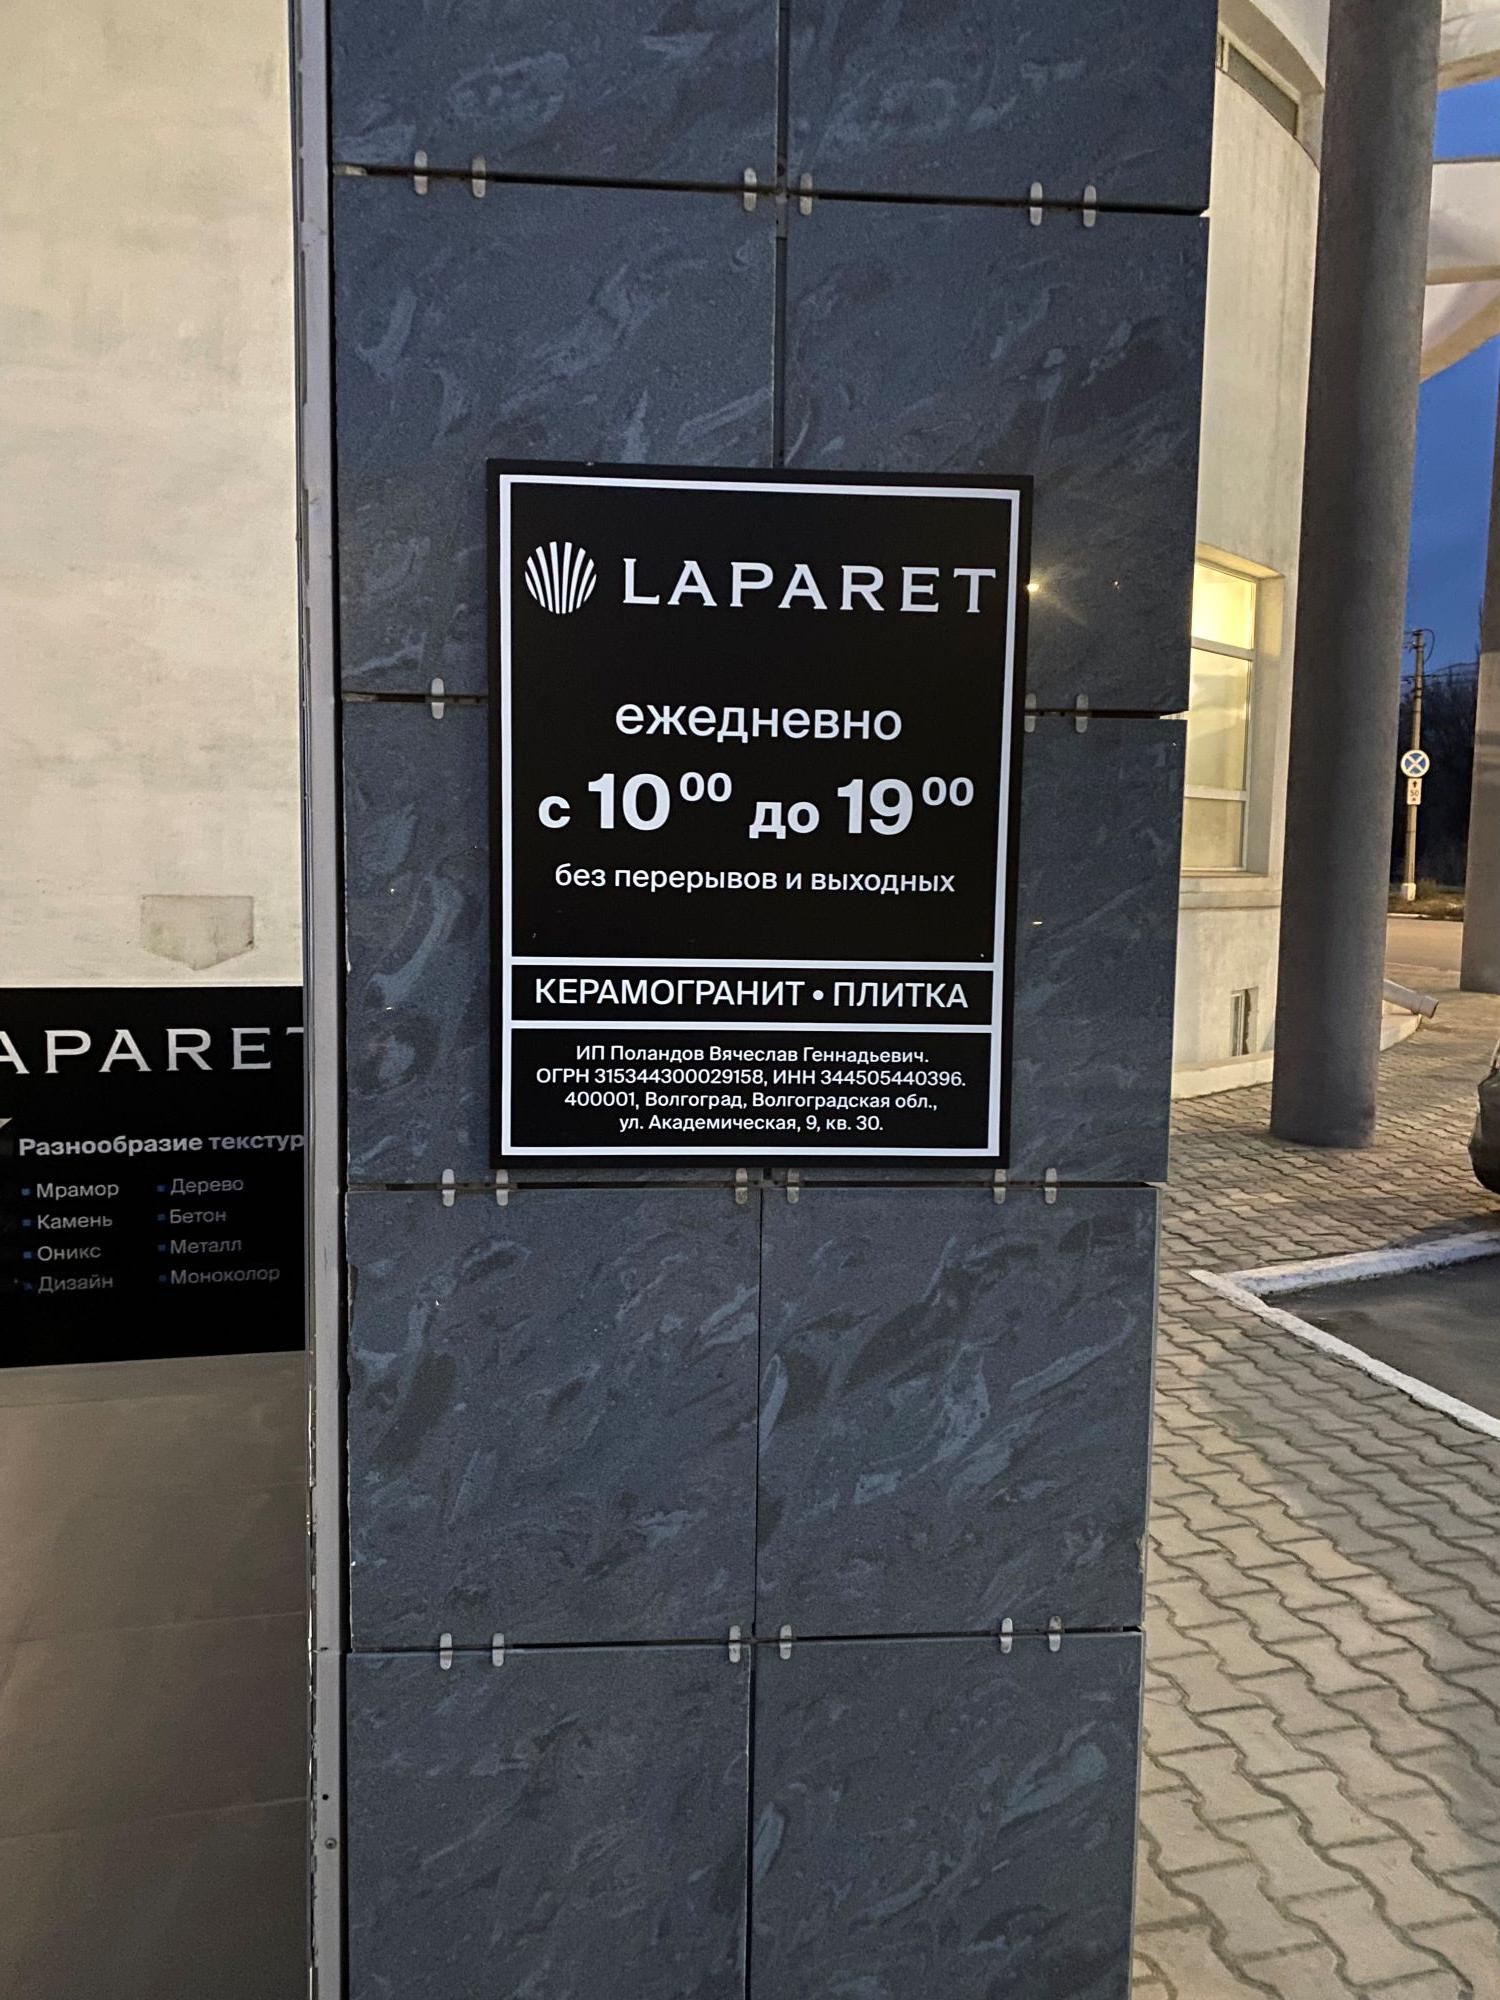 LAPARET
ежедневно
с 10⁰⁰ до 19⁰⁰
без перерывов и выходных
КЕРАМОГРАНИТ • ПЛИТКА
ИП Поландов Вячеслав Геннадьевич.
ОГРН 315344300029158, ИНН 344505440396.
400001, Волгоград, Волгоградская обл.,
ул. Академическая, 9, кв. 30.
APARET
Разнообразие текстур
Мрамор
Камень
Оникс
Дизайн
Дерево
Бетон
Металл
Моноколор
50